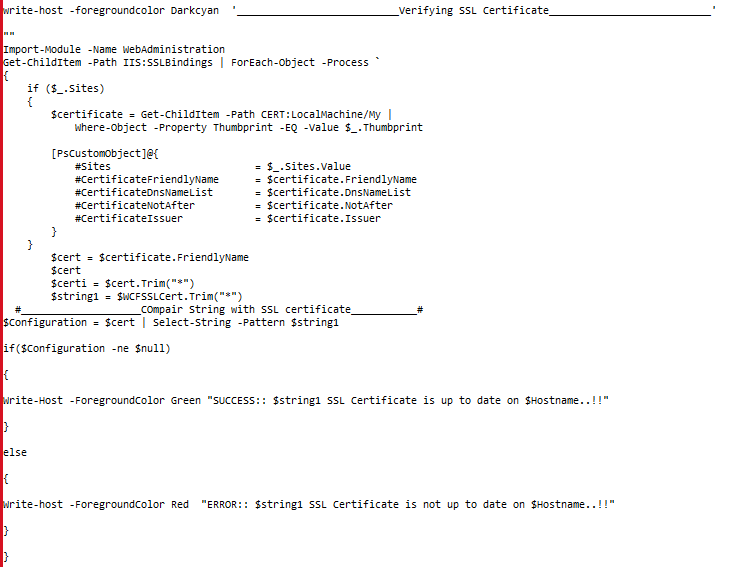 write-host -foregroundcolor Darkcyan  '___________________________Verifying SSL Certificate___________________________'
""
Import-Module -Name WebAdministration
Get-ChildItem -Path IIS:SSLBindings | ForEach-Object -Process `
{
    if ($_.Sites)
    {
        $certificate = Get-ChildItem -Path CERT:LocalMachine/My |
            Where-Object -Property Thumbprint -EQ -Value $_.Thumbprint
        [PsCustomObject]@{
            #Sites                        = $_.Sites.Value
            #CertificateFriendlyName      = $certificate.FriendlyName
            #CertificateDnsNameList       = $certificate.DnsNameList
            #CertificateNotAfter          = $certificate.NotAfter
            #CertificateIssuer            = $certificate.Issuer
        }
    }
        $cert = $certificate.FriendlyName
        $cert
        $certi = $cert.Trim("*")
        $string1 = $WCFSSLCert.Trim("*")
  #____________________COmpair String with SSL certificate___________#
$Configuration = $cert | Select-String -Pattern $string1
if($Configuration -ne $null)
{
Write-Host -ForegroundColor Green "SUCCESS:: $string1 SSL Certificate is up to date on $Hostname..!!"
}
else
{
Write-host -ForegroundColor Red  "ERROR:: $string1 SSL Certificate is not up to date on $Hostname..!!"
}
}